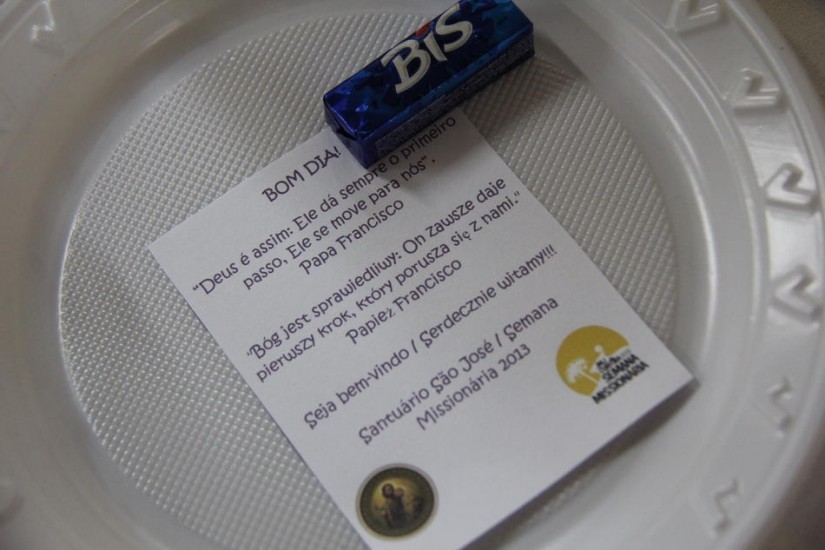 BIS
BOM DIA!
"Deus é assim: Ele dá sempre o primeiro
passo, Ele se move para nós".
Papa Francisco
"Bóg jest sprawiedliwy: On zawsze daje
pierwszy krok, który porusza się z nami."
Papież Francisco
Seja bem-vindo / Serdecznie witamy!!!
Santuário São José / Semana
Missionária 2013
SEMANA
MISSIONÁRIA